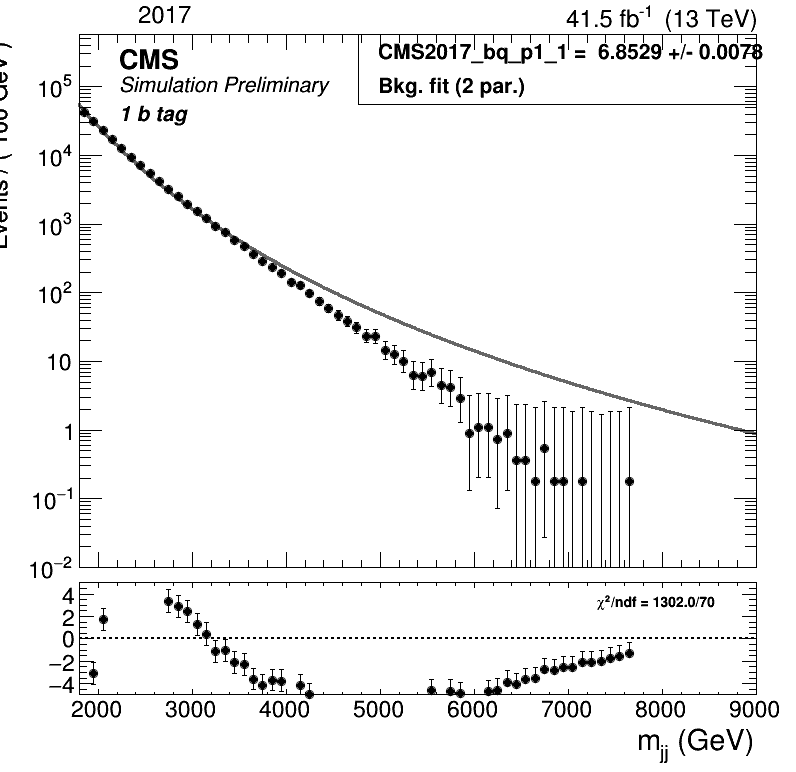 2017
41.5 fb⁻¹ (13 TeV)
CMS
Simulation Preliminary
1 b tag
CMS2017_bq_p1_1 = 6.8529 +/- 0.0078
Bkg. fit (2 par.)
10⁵
10⁴
10³
10²
10
1
10⁻¹
10⁻²
χ²/ndf = 1302.0/70
4
2
0
−2
−4
2000 3000 4000 5000 6000 7000 8000 9000
m_jj (GeV)